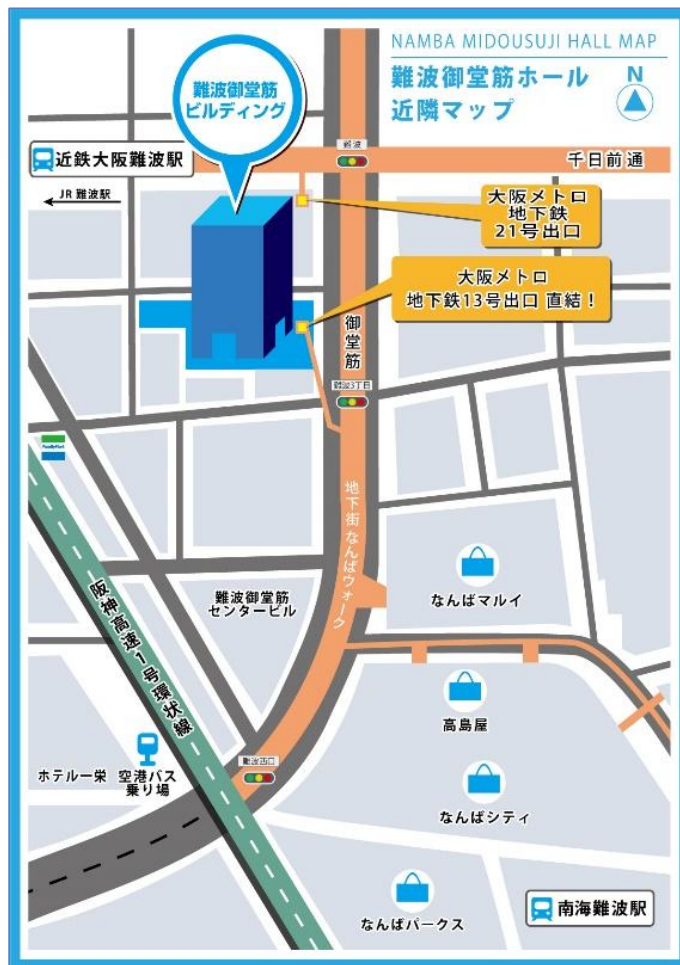 NAMBA MIDOUSUJI HALL MAP
難波御堂筋ホール
近隣マップ
N
難波御堂筋
ビルディング
近鉄大阪難波駅
難波
千日前通
JR 難波駅
大阪メトロ
地下鉄
21号出口
大阪メトロ
地下鉄13号出口 直結！
御堂筋
難波3丁目
FamilyMart
地下街 なんばウォーク
阪神高速1号環状線
難波御堂筋
センタービル
なんばマルイ
高島屋
難波西口
ホテル一栄
空港バス
乗り場
なんばシティ
なんばパークス
南海難波駅